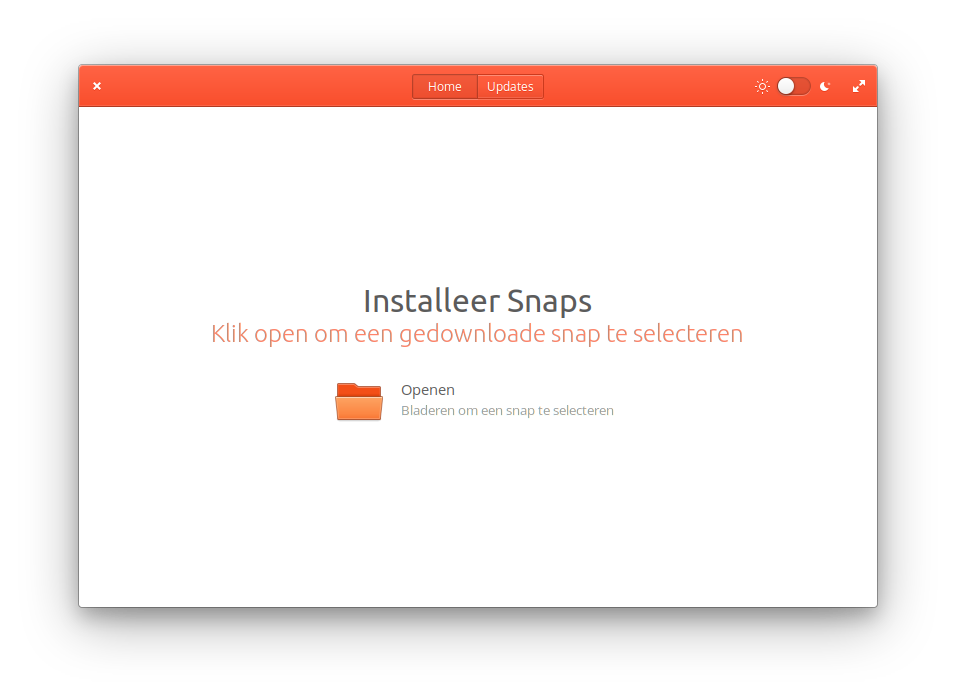 Home Updates
Installeer Snaps
Klik open om een gedownloade snap te selecteren
Openen
Bladeren om een snap te selecteren